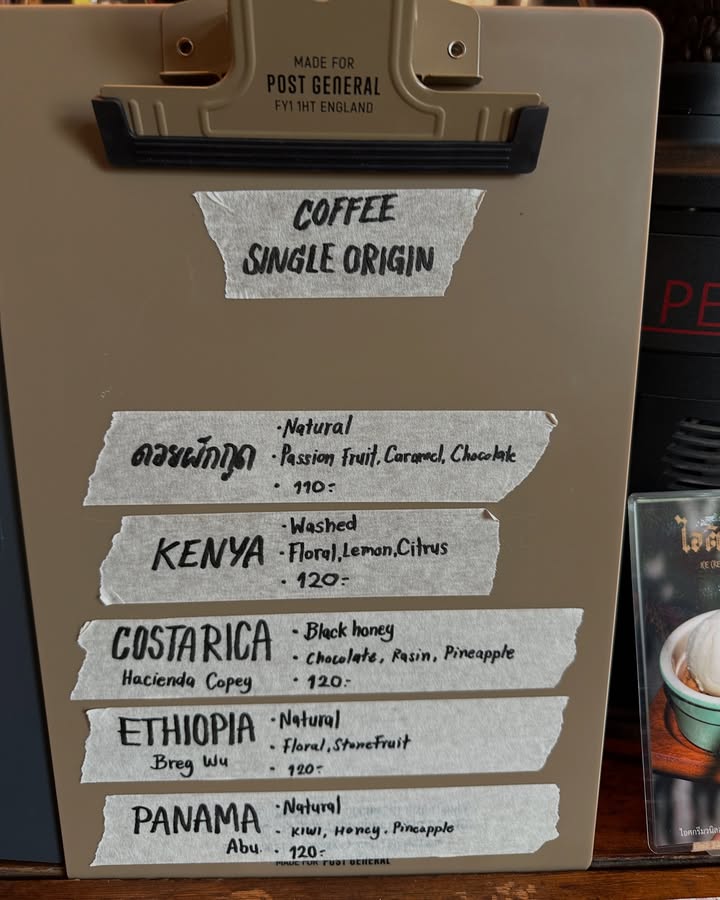 MADE FOR
POST GENERAL
FY1 1HT ENGLAND
COFFEE
SINGLE ORIGIN
ดอยผักกูด
·Natural
·Passion Fruit, Caramel, Chocolate
· 110:-
KENYA
·Washed
·Floral, Lemon, Citrus
· 120:-
COSTARICA
Hacienda Copey
· Black honey
· Chocolate, Rasin, Pineapple
· 120.-
ETHIOPIA
Breg Wu
·Natural
· Floral, StoneFruit
· 120:-
PANAMA
Abu.
·Natural
· KIWI, Honey. Pineapple
· 120:-
MADE FOR POST GENERAL
PE